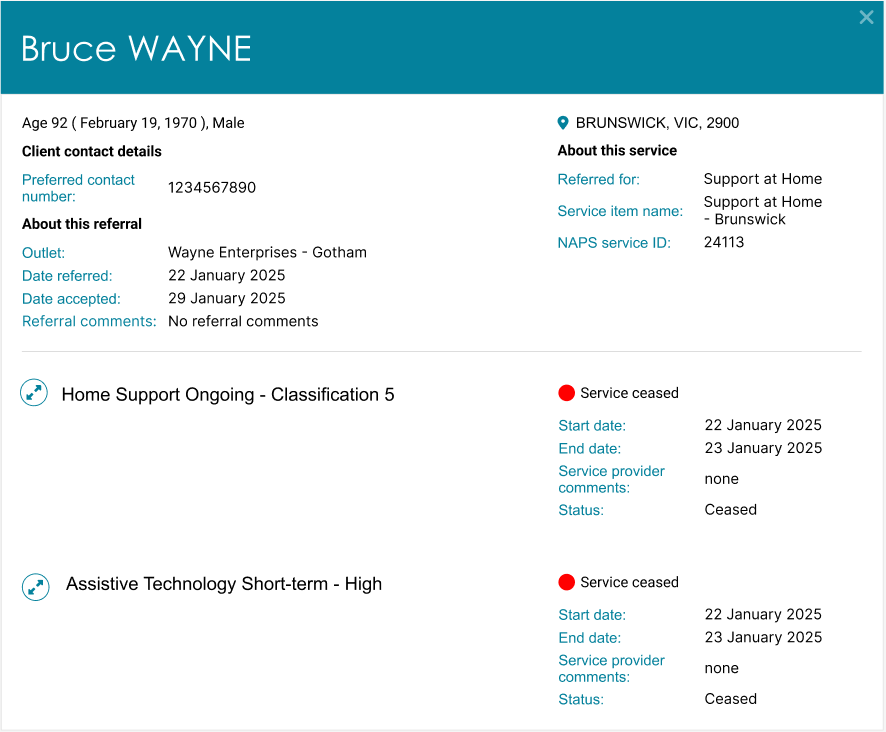 Bruce WAYNE
Age 92 ( February 19, 1970 ), Male
Client contact details
Preferred contact
number:
1234567890
About this referral
Outlet: Wayne Enterprises - Gotham
Date referred: 22 January 2025
Date accepted: 29 January 2025
Referral comments: No referral comments
BRUNSWICK, VIC, 2900
About this service
Referred for: Support at Home
Service item name: Support at Home
- Brunswick
NAPS service ID: 24113
Home Support Ongoing - Classification 5
Service ceased
Start date: 22 January 2025
End date: 23 January 2025
Service provider
comments:
none
Status: Ceased
Assistive Technology Short-term - High
Service ceased
Start date: 22 January 2025
End date: 23 January 2025
Service provider
comments:
none
Status: Ceased